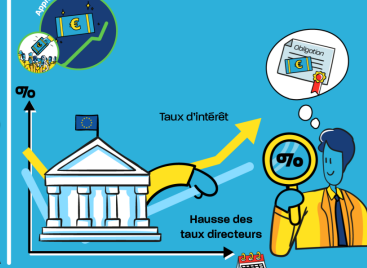 Obligation
%
Taux d'intérêt
%
Hausse des
taux directeurs